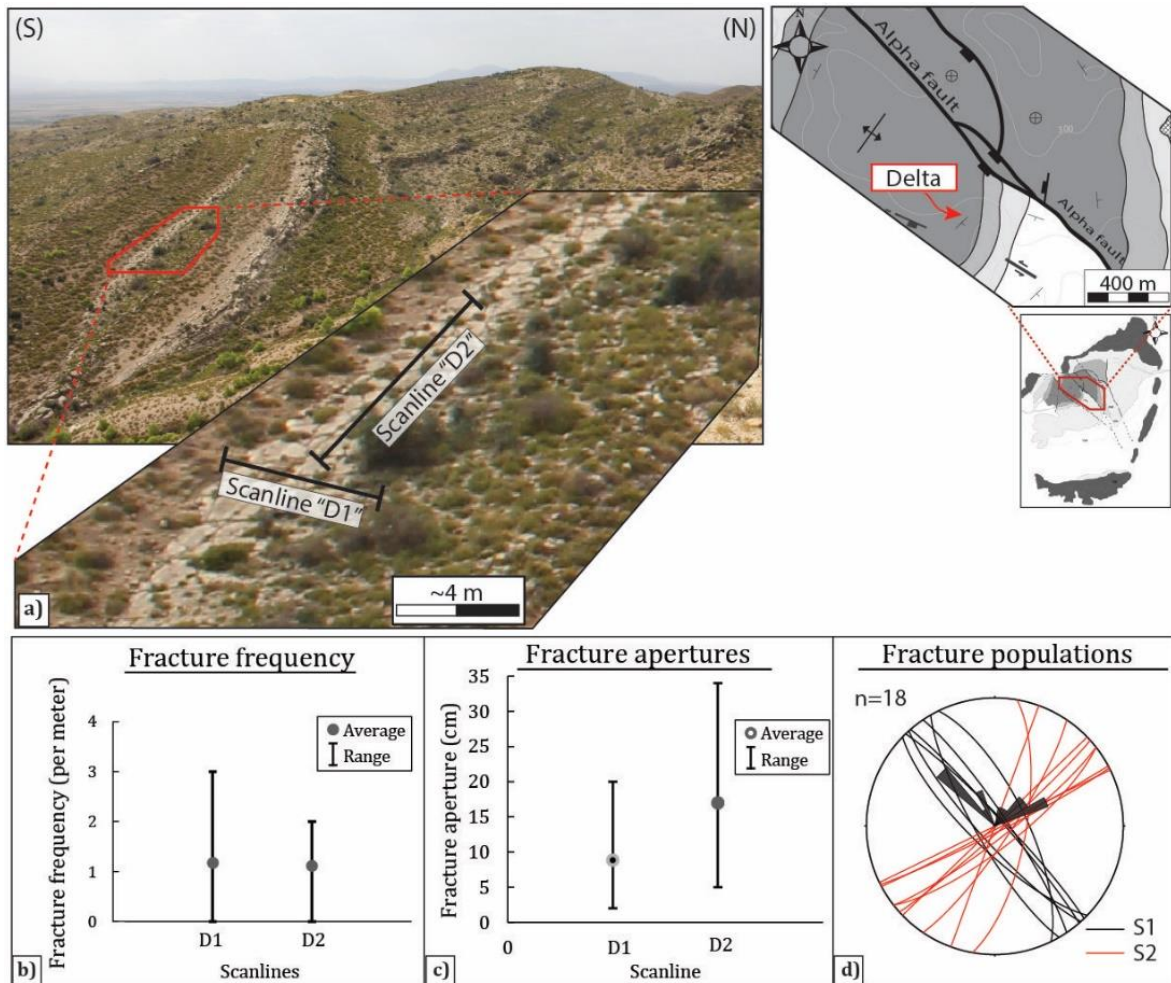 (S)
(N)
Scanline "D2"
Scanline "D1"
~4 m
a)
N
Alpha fault
500
Delta
Alpha fault
400 m
Fracture frequency
Fracture frequency (per meter)
4
3
2
1
0
Average
Range
D1
D2
Scanlines
b)
Fracture apertures
Fracture aperture (cm)
35
30
25
20
15
10
5
0
Average
Range
0
D1
D2
Scanline
c)
Fracture populations
n=18
S1
S2
d)